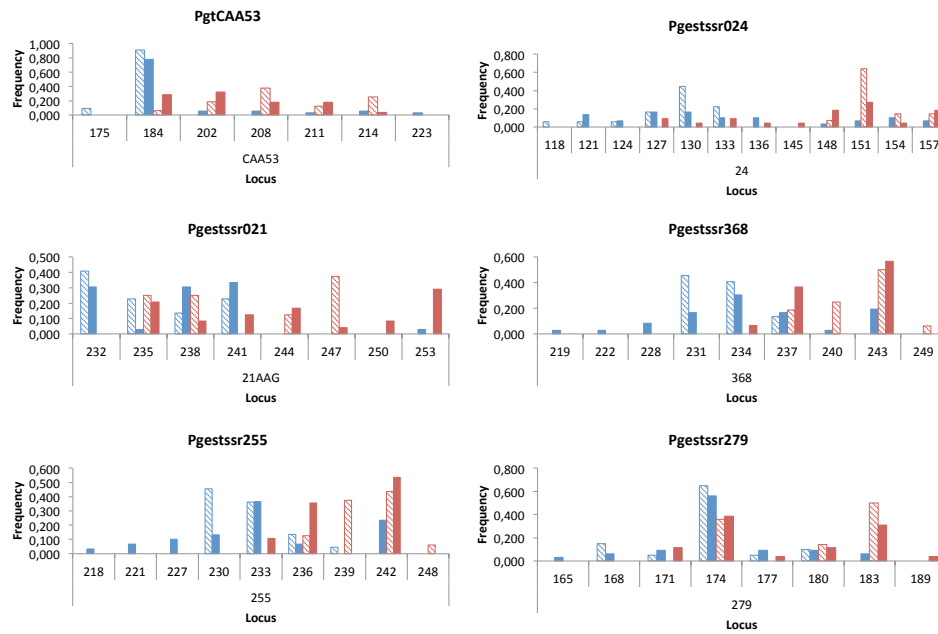 PgtCAA53
Frequency
1,000
0,800
0,600
0,400
0,200
0,000
175 184 202 208 211 214 223
CAA53
Locus
Pgestssr024
Frequency
0,800
0,600
0,400
0,200
0,000
118 121 124 127 130 133 136 145 148 151 154 157
24
Locus
Pgestssr021
Frequency
0,500
0,400
0,300
0,200
0,100
0,000
232 235 238 241 244 247 250 253
21AAG
Locus
Pgestssr368
Frequency
0,600
0,400
0,200
0,000
219 222 228 231 234 237 240 243 249
368
Locus
Pgestssr255
Frequency
0,600
0,500
0,400
0,300
0,200
0,100
0,000
218 221 227 230 233 236 239 242 248
255
Locus
Pgestssr279
Frequency
0,800
0,600
0,400
0,200
0,000
165 168 171 174 177 180 183 189
279
Locus